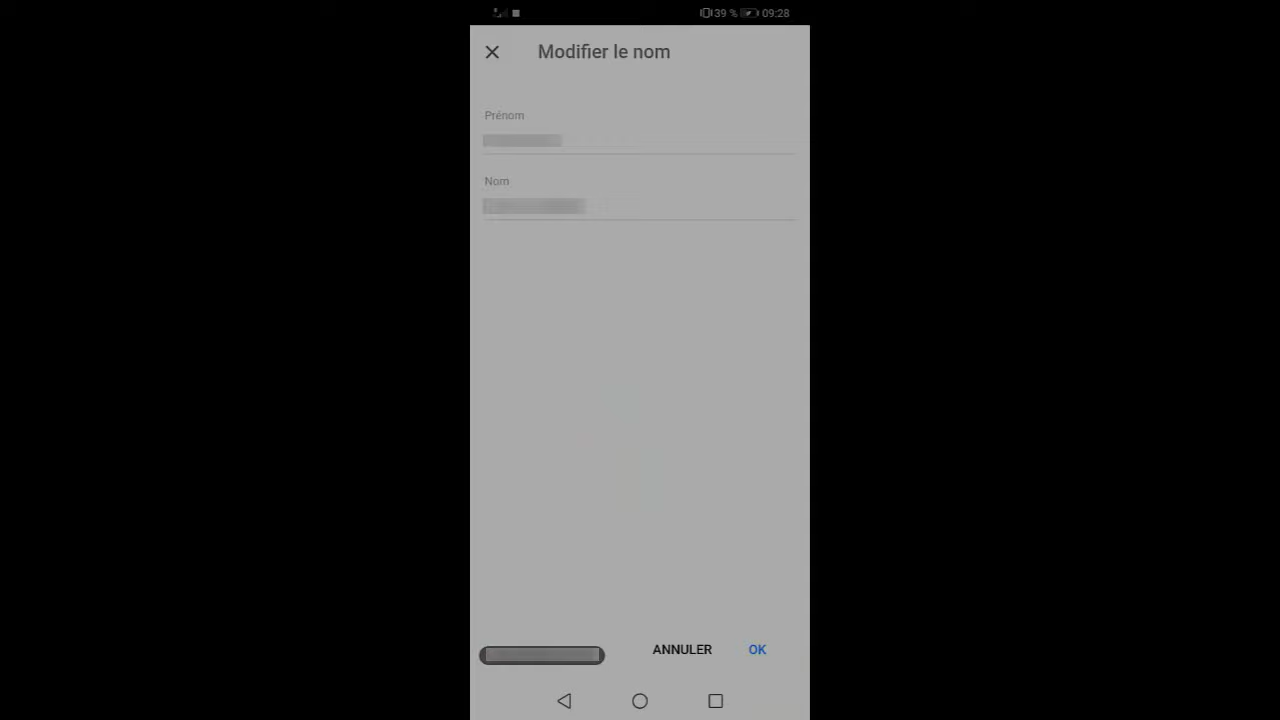 39 % 09:28
Modifier le nom
Prénom
Nom
ANNULER OK